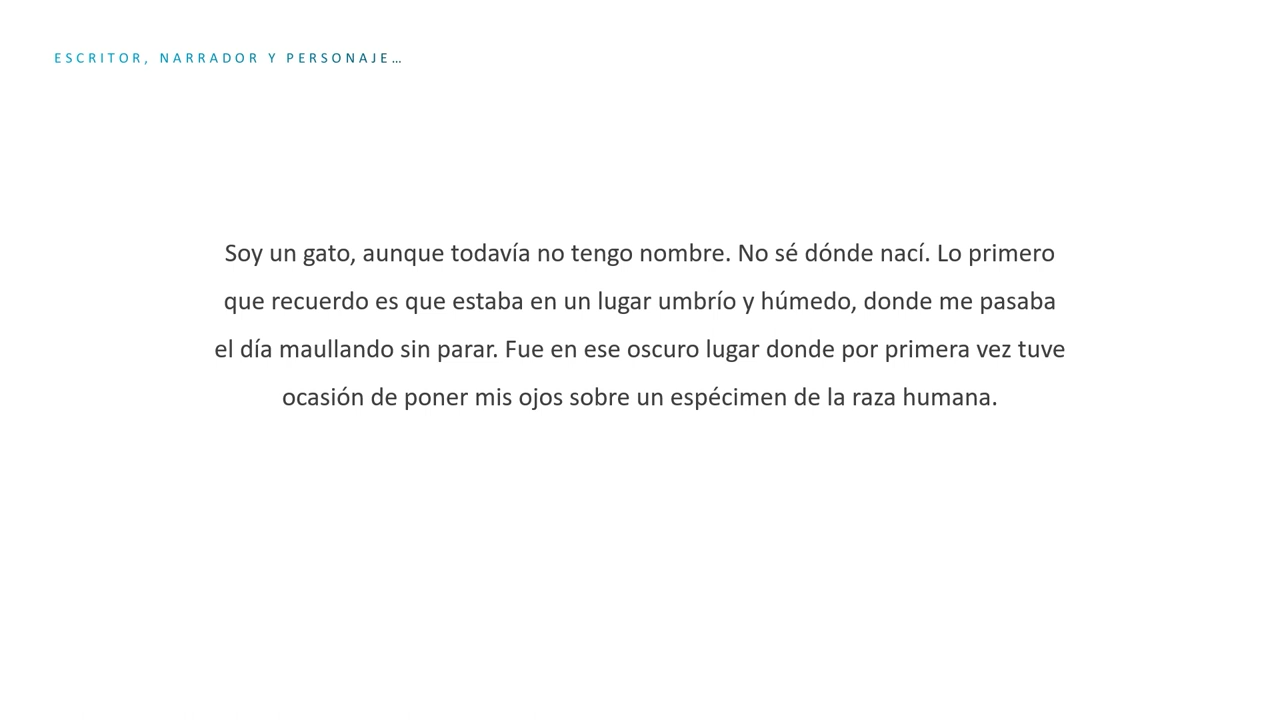 ESCRITOR, NARRADOR Y PERSONAJE…
Soy un gato, aunque todavía no tengo nombre. No sé dónde nací. Lo primero
que recuerdo es que estaba en un lugar umbrío y húmedo, donde me pasaba
el día maullando sin parar. Fue en ese oscuro lugar donde por primera vez tuve
ocasión de poner mis ojos sobre un espécimen de la raza humana.